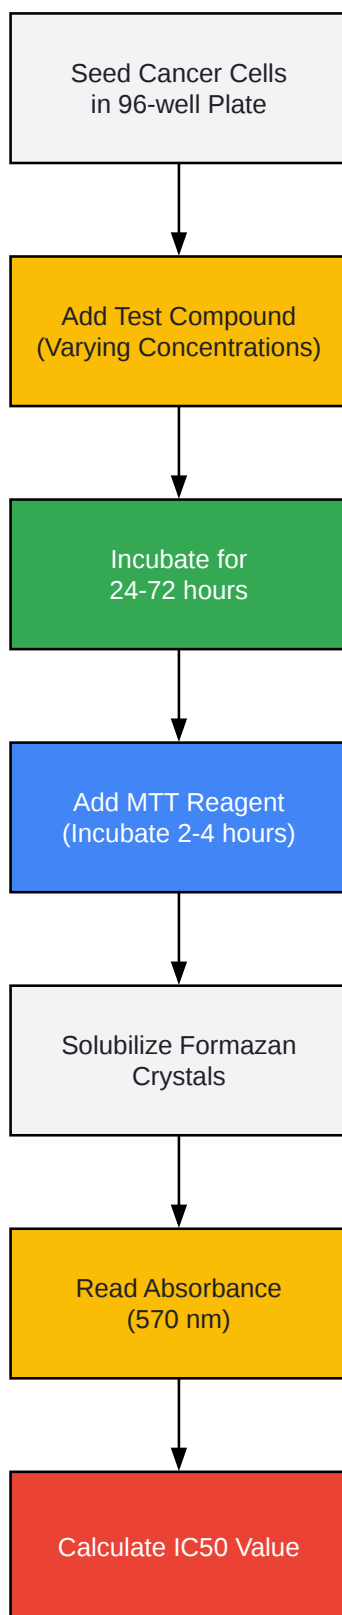 Seed Cancer Cells
in 96-well Plate
Add Test Compound
(Varying Concentrations)
Incubate for
24-72 hours
Add MTT Reagent
(Incubate 2-4 hours)
Solubilize Formazan
Crystals
Read Absorbance
(570 nm)
Calculate IC50 Value